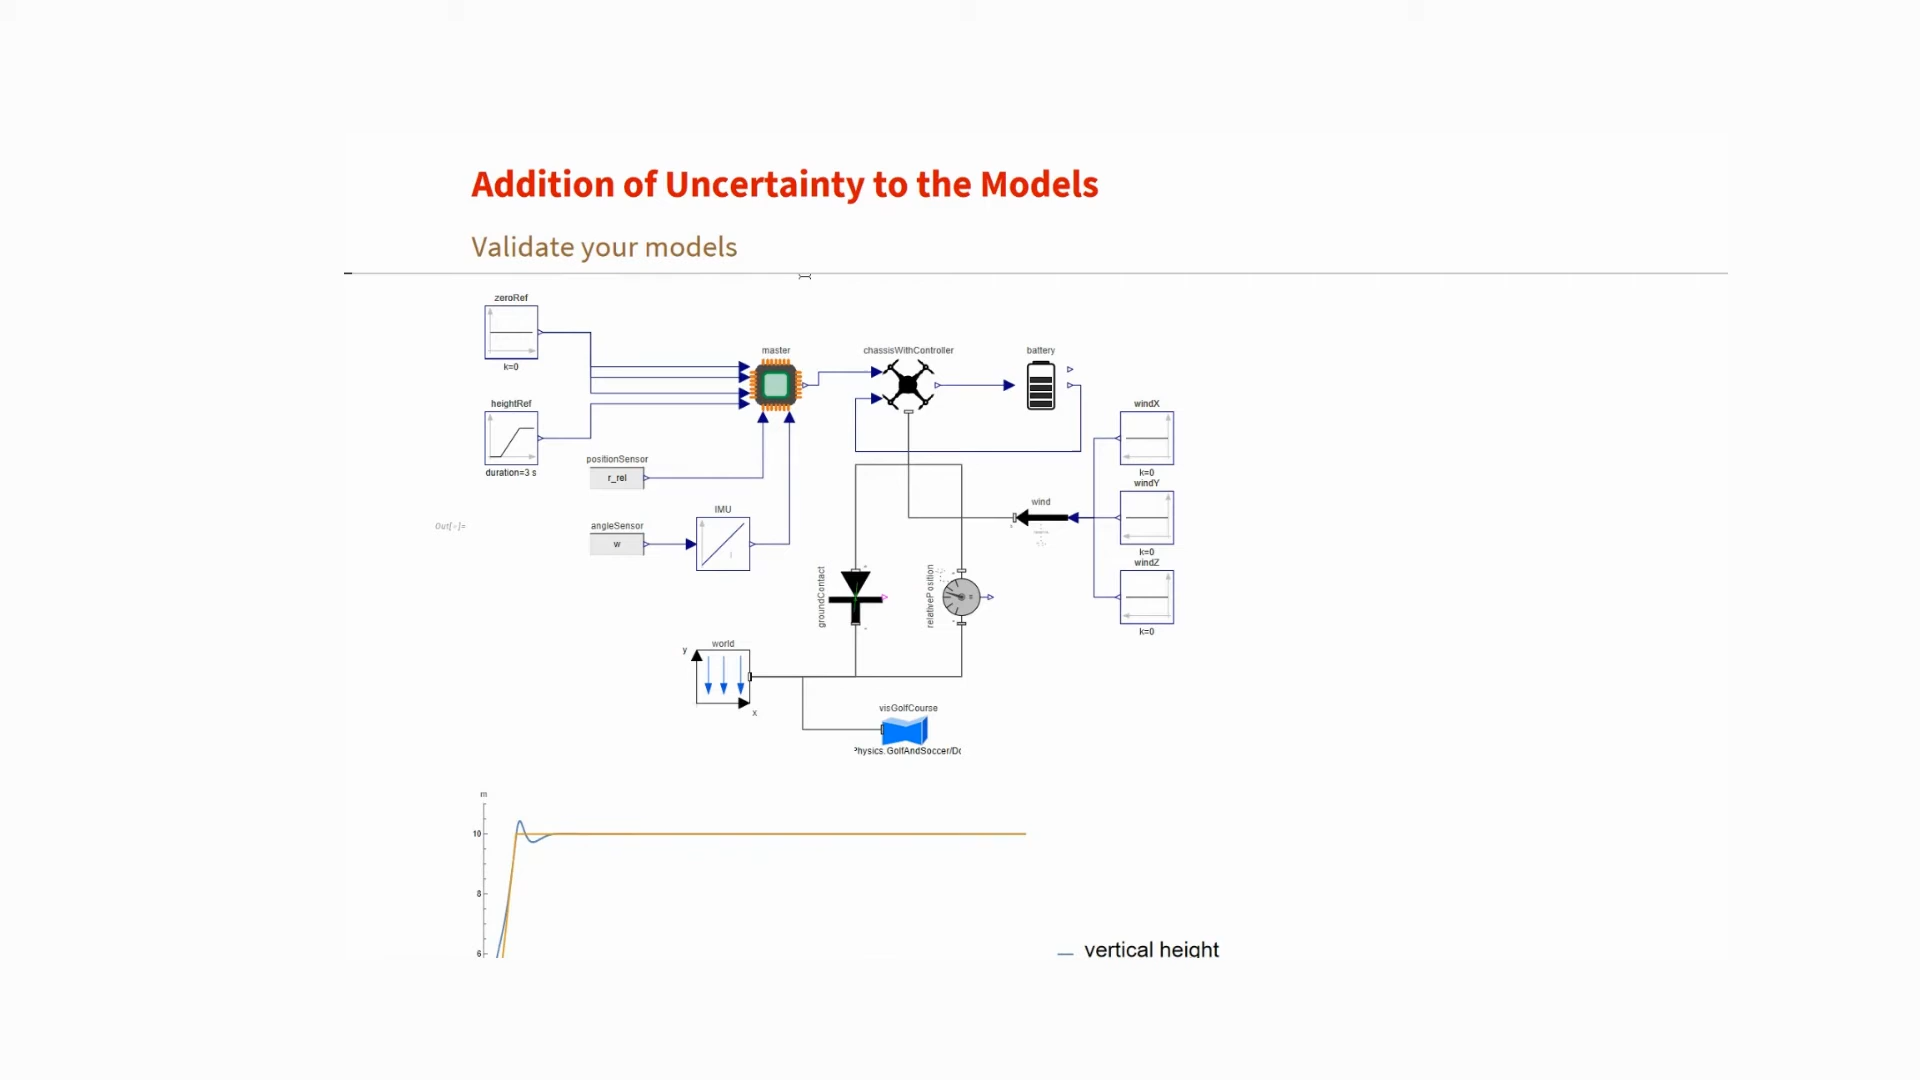 Addition of Uncertainty to the Models
Validate your models
zeroRef
k=0
master
chassisWithController
battery
heightRef
duration=3 s
windX
k=0
positionSensor
r_rel
windY
k=0
wind
IMU
angleSensor
w
Out[-]=
windZ
k=0
groundContact
relativePosition
world
y
x
visGolfCourse
Physics.GolfAndSoccer/Dc
m
10
8
6
vertical height